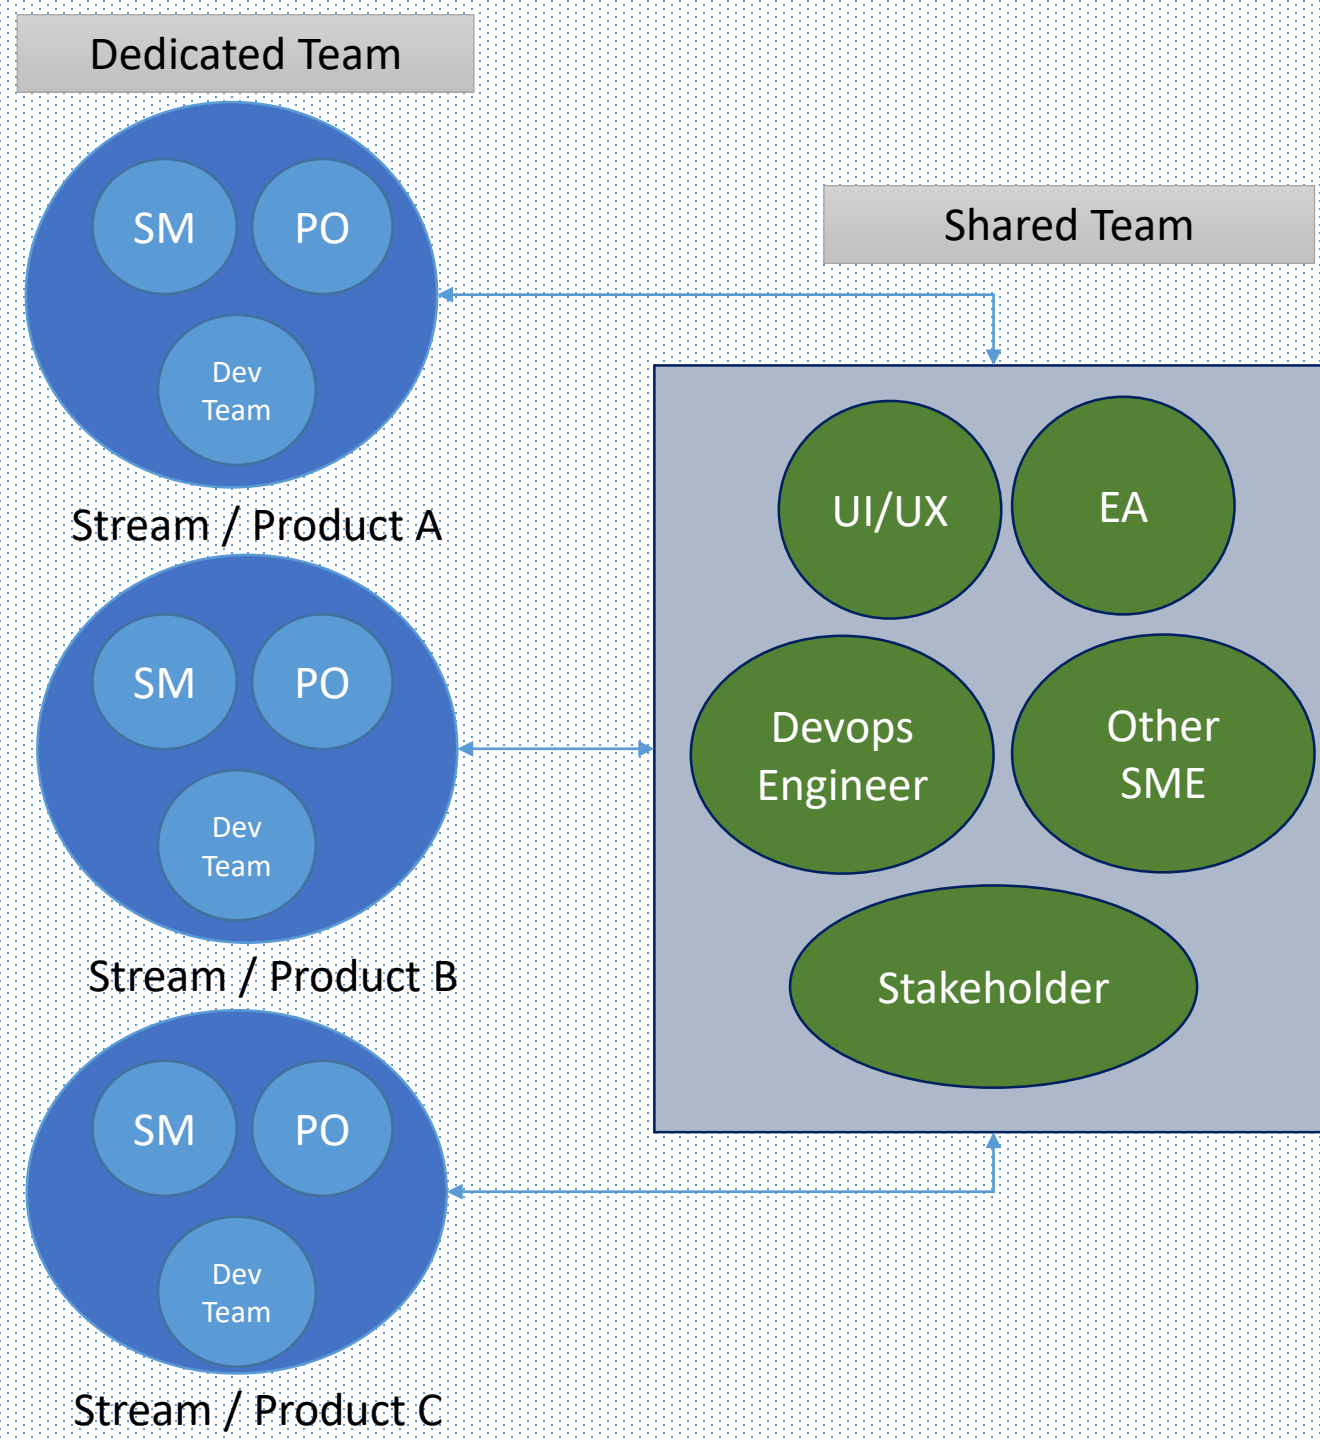 Dedicated Team
SM
PO
Dev
Team
Stream / Product A
SM
PO
Dev
Team
Stream / Product B
SM
PO
Dev
Team
Stream / Product C
Shared Team
UI/UX
EA
Devops
Engineer
Other
SME
Stakeholder